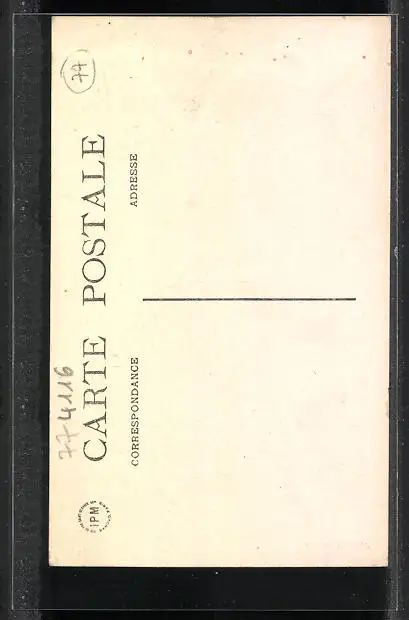 77
77 4116
CARTE POSTALE
CORRESPONDANCE
ADRESSE
IPM